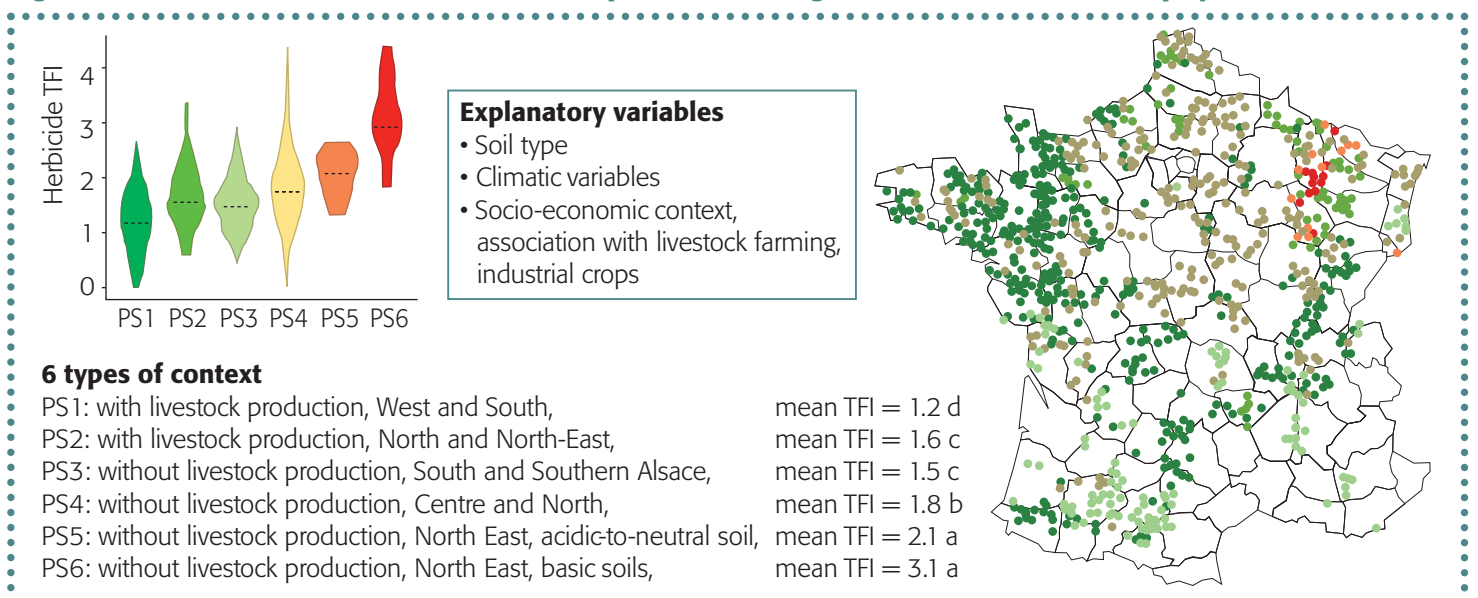 Herbicide TFI
4
3
2
1
0
PS1 PS2 PS3 PS4 PS5 PS6
Explanatory variables
• Soil type
• Climatic variables
• Socio-economic context,
association with livestock farming,
industrial crops
6 types of context
PS1: with livestock production, West and South, mean TFI = 1.2 d
PS2: with livestock production, North and North-East, mean TFI = 1.6 c
PS3: without livestock production, South and Southern Alsace, mean TFI = 1.5 c
PS4: without livestock production, Centre and North, mean TFI = 1.8 b
PS5: without livestock production, North East, acidic-to-neutral soil, mean TFI = 2.1 a
PS6: without livestock production, North East, basic soils, mean TFI = 3.1 a